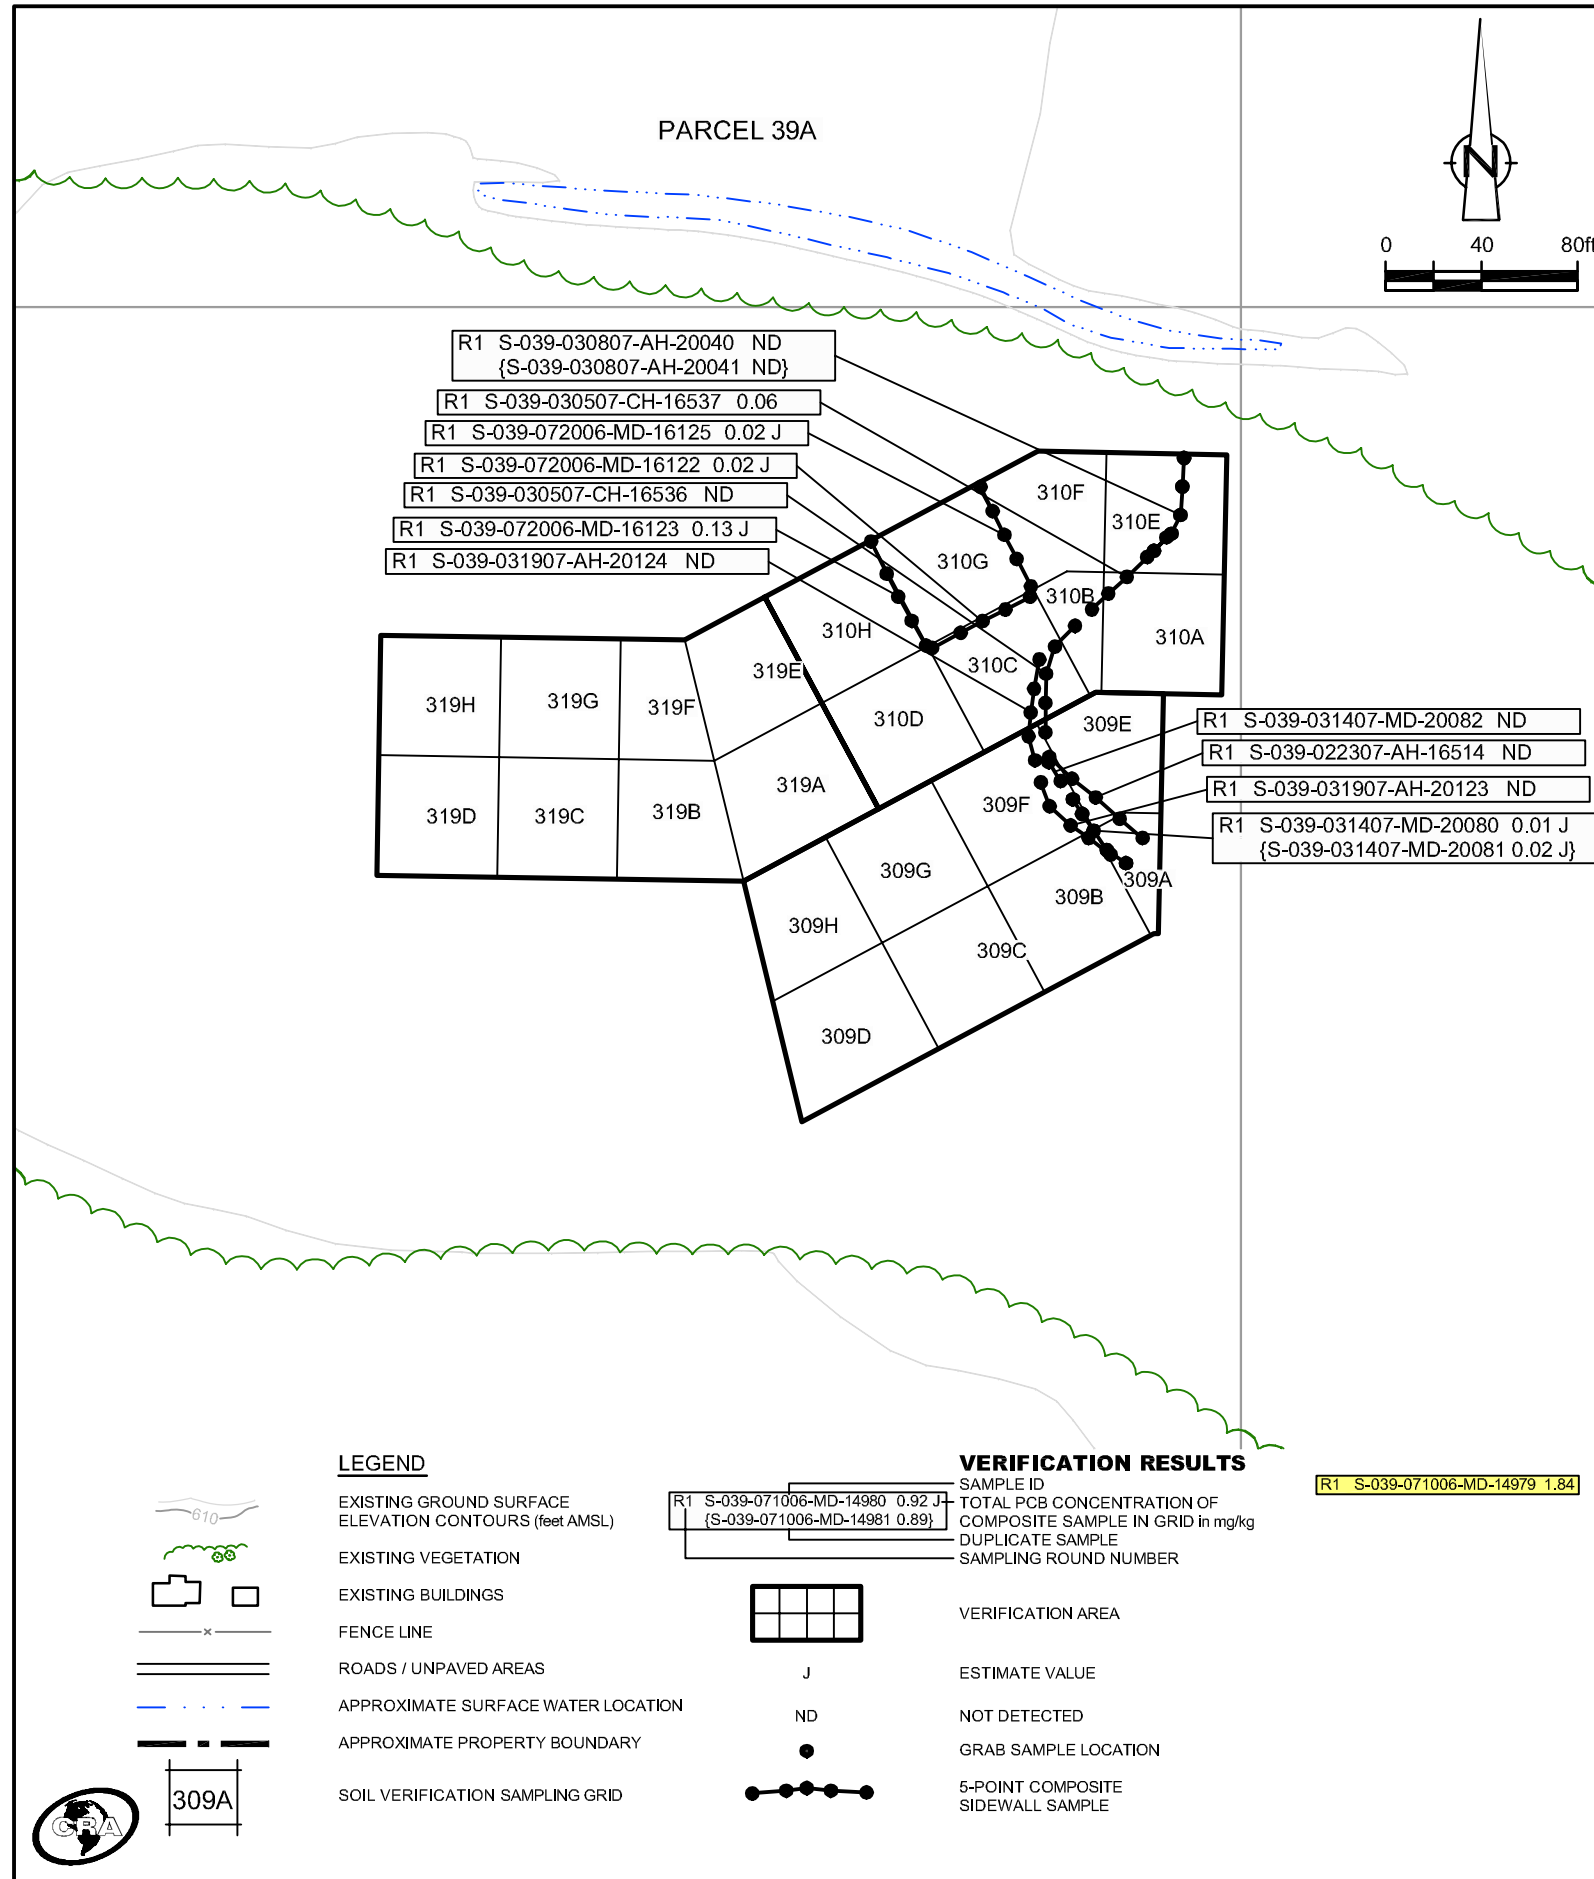 PARCEL 39A
N
0 40 80ft
R1 S-039-030807-AH-20040 ND
{S-039-030807-AH-20041 ND}
R1 S-039-030507-CH-16537 0.06
R1 S-039-072006-MD-16125 0.02 J
R1 S-039-072006-MD-16122 0.02 J
R1 S-039-030507-CH-16536 ND
R1 S-039-072006-MD-16123 0.13 J
R1 S-039-031907-AH-20124 ND
310F
310E
310G
310B
310H
310A
310C
319E
319H
319G
319F
310D
309E
R1 S-039-031407-MD-20082 ND
R1 S-039-022307-AH-16514 ND
R1 S-039-031907-AH-20123 ND
R1 S-039-031407-MD-20080 0.01 J
{S-039-031407-MD-20081 0.02 J}
319A
309F
319D
319C
319B
309G
309A
309B
309H
309C
309D
LEGEND
610
EXISTING GROUND SURFACE
ELEVATION CONTOURS (feet AMSL)
EXISTING VEGETATION
EXISTING BUILDINGS
x
FENCE LINE
ROADS / UNPAVED AREAS
APPROXIMATE SURFACE WATER LOCATION
APPROXIMATE PROPERTY BOUNDARY
309A
SOIL VERIFICATION SAMPLING GRID
CRA
VERIFICATION RESULTS
R1 S-039-071006-MD-14980 0.92 J
{S-039-071006-MD-14981 0.89}
SAMPLE ID
TOTAL PCB CONCENTRATION OF
COMPOSITE SAMPLE IN GRID in mg/kg
DUPLICATE SAMPLE
SAMPLING ROUND NUMBER
R1 S-039-071006-MD-14979 1.84
VERIFICATION AREA
J ESTIMATE VALUE
ND NOT DETECTED
GRAB SAMPLE LOCATION
5-POINT COMPOSITE
SIDEWALL SAMPLE